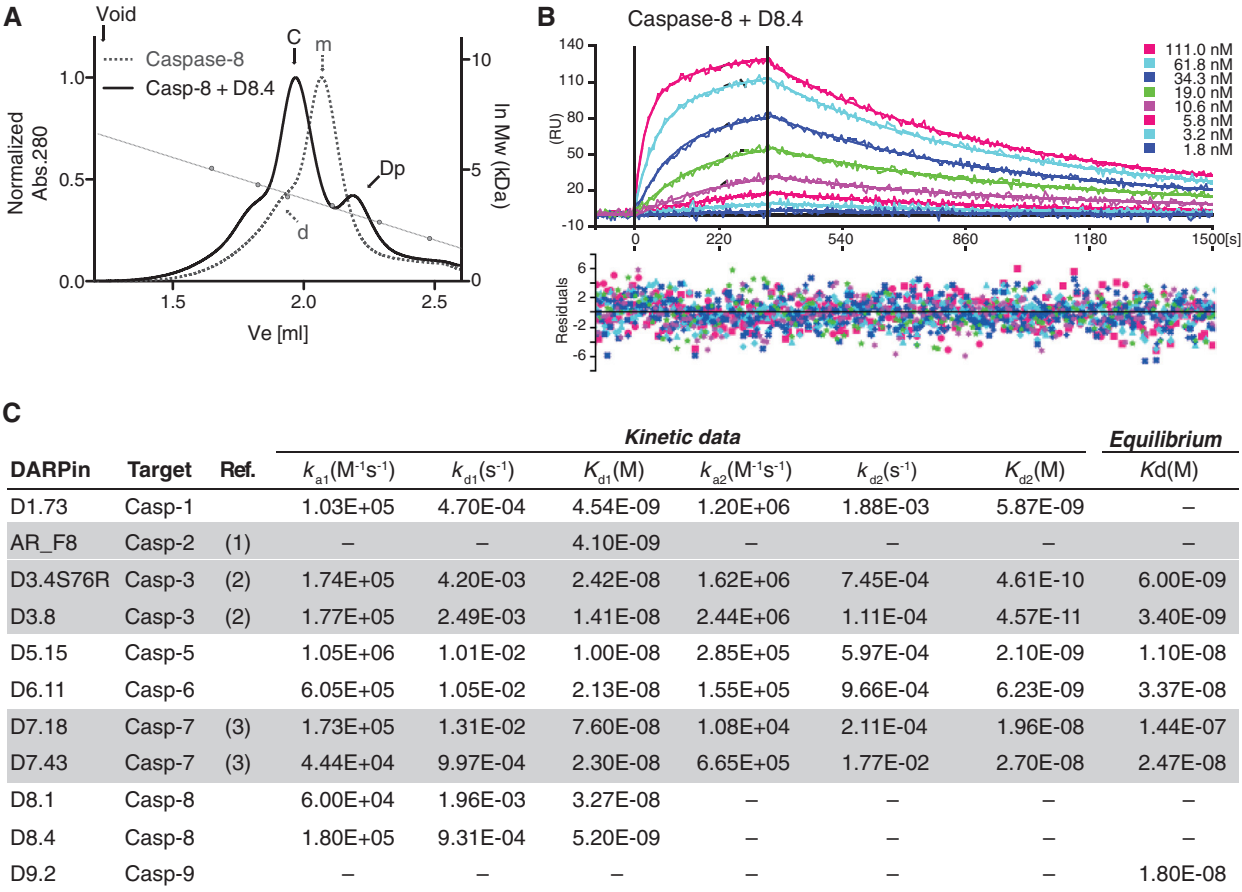 A
Void
C
m
Caspase-8
Casp-8 + D8.4
Dp
d
1.0
0.5
0.0
Normalized
Abs.280
10
5
0
ln Mw (kDa)
1.5 2.0 2.5
Ve [ml]
B Caspase-8 + D8.4
140
110
80
50
20
-10
(RU)
111.0 nM
61.8 nM
34.3 nM
19.0 nM
10.6 nM
5.8 nM
3.2 nM
1.8 nM
0 220 540 860 1180 1500[s]
6
2
-2
-6
Residuals
C
Kinetic data Equilibrium
DARPin Target Ref. ka1(M-1s-1) kd1(s-1) Kd1(M) ka2(M-1s-1) kd2(s-1) Kd2(M) Kd(M)
D1.73 Casp-1 1.03E+05 4.70E-04 4.54E-09 1.20E+06 1.88E-03 5.87E-09 –
AR_F8 Casp-2 (1) – – 4.10E-09 – – – –
D3.4S76R Casp-3 (2) 1.74E+05 4.20E-03 2.42E-08 1.62E+06 7.45E-04 4.61E-10 6.00E-09
D3.8 Casp-3 (2) 1.77E+05 2.49E-03 1.41E-08 2.44E+06 1.11E-04 4.57E-11 3.40E-09
D5.15 Casp-5 1.05E+06 1.01E-02 1.00E-08 2.85E+05 5.97E-04 2.10E-09 1.10E-08
D6.11 Casp-6 6.05E+05 1.05E-02 2.13E-08 1.55E+05 9.66E-04 6.23E-09 3.37E-08
D7.18 Casp-7 (3) 1.73E+05 1.31E-02 7.60E-08 1.08E+04 2.11E-04 1.96E-08 1.44E-07
D7.43 Casp-7 (3) 4.44E+04 9.97E-04 2.30E-08 6.65E+05 1.77E-02 2.70E-08 2.47E-08
D8.1 Casp-8 6.00E+04 1.96E-03 3.27E-08 – – – –
D8.4 Casp-8 1.80E+05 9.31E-04 5.20E-09 – – – –
D9.2 Casp-9 – – – – – – 1.80E-08